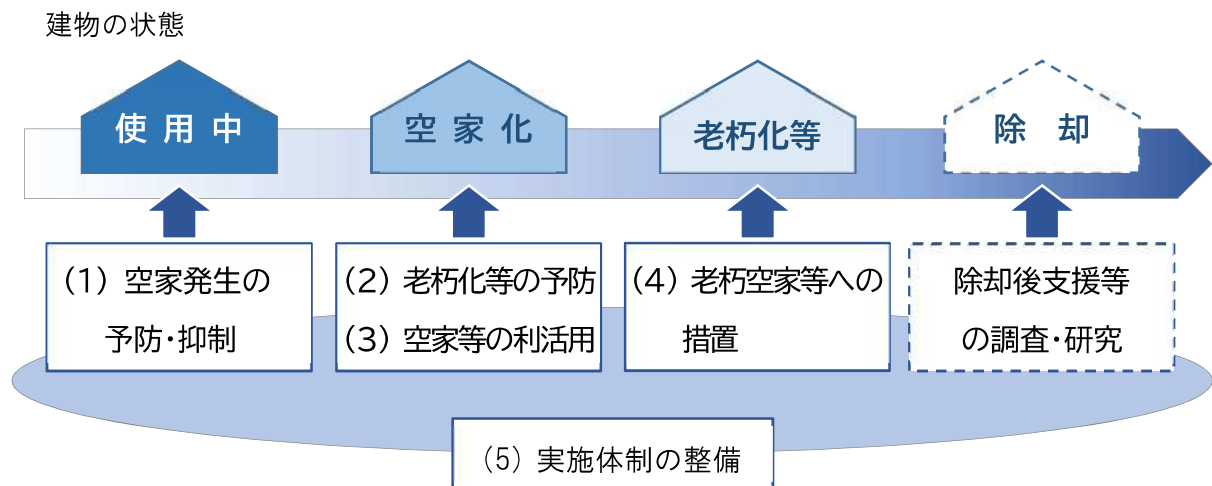 建物の状態
使用中
空家化
老朽化等
除却
(1) 空家発生の
予防・抑制
(2) 老朽化等の予防
(3) 空家等の利活用
(4) 老朽空家等への
措置
除却後支援等
の調査・研究
(5) 実施体制の整備